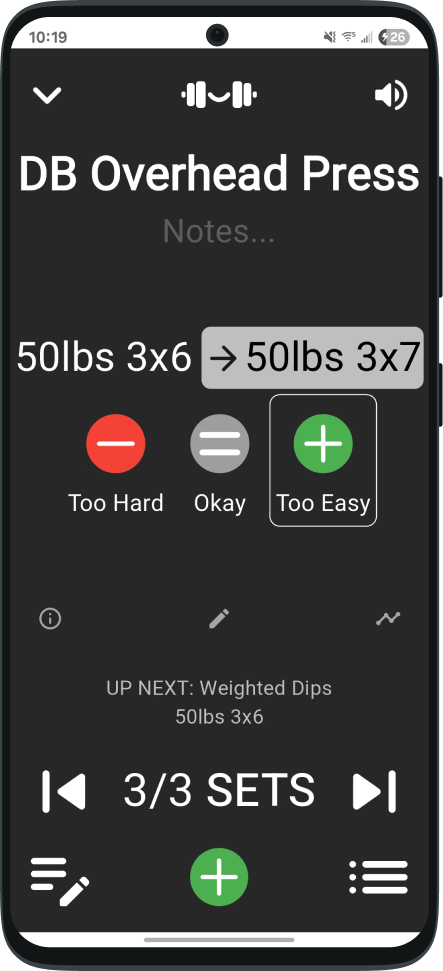 10:19
26
DB Overhead Press
Notes...
50lbs 3x6 → 50lbs 3x7
Too Hard Okay Too Easy
UP NEXT: Weighted Dips
50lbs 3x6
3/3 SETS